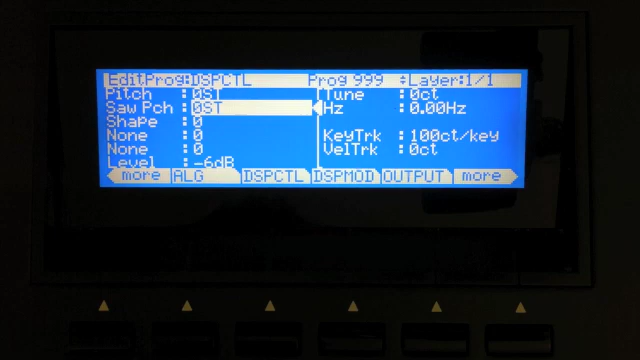 EditProg:DSPCTL Prog 999 ÷Layer:1/1
Pitch :0ST Tune :0ct
Saw Pch :0ST Hz :0.00Hz
Shape :0
None :0 KeyTrk :100ct/key
None :0 VelTrk :0ct
Level :-6dB
more ALG DSPCTL DSPMOD OUTPUT more